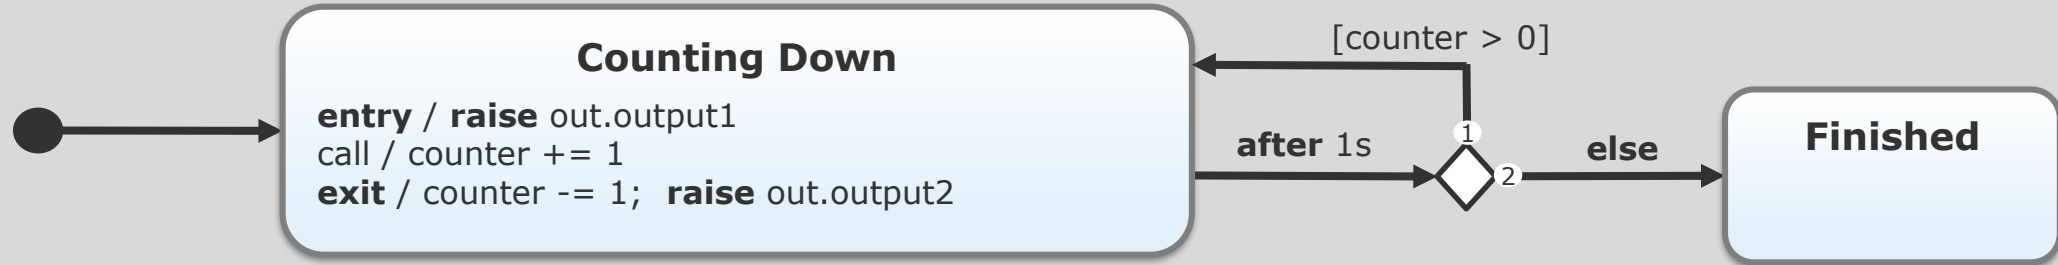 Counting Down
entry / raise out.output1
call / counter += 1
exit / counter -= 1;  raise out.output2
[counter > 0]
after 1s
1
2
else
Finished